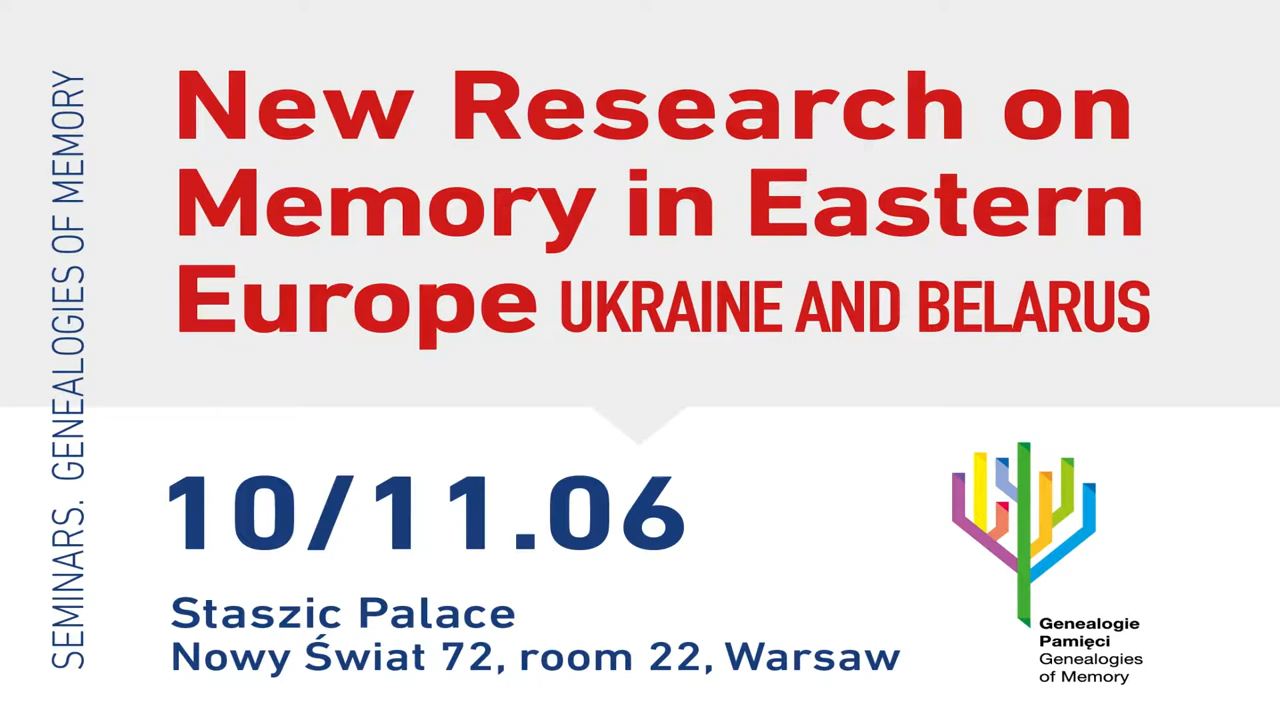 SEMINARS. GENEALOGIES OF MEMORY
New Research on
Memory in Eastern
Europe UKRAINE AND BELARUS
10/11.06
Staszic Palace
Nowy Świat 72, room 22, Warsaw
Genealogie
Pamięci
Genealogies
of Memory